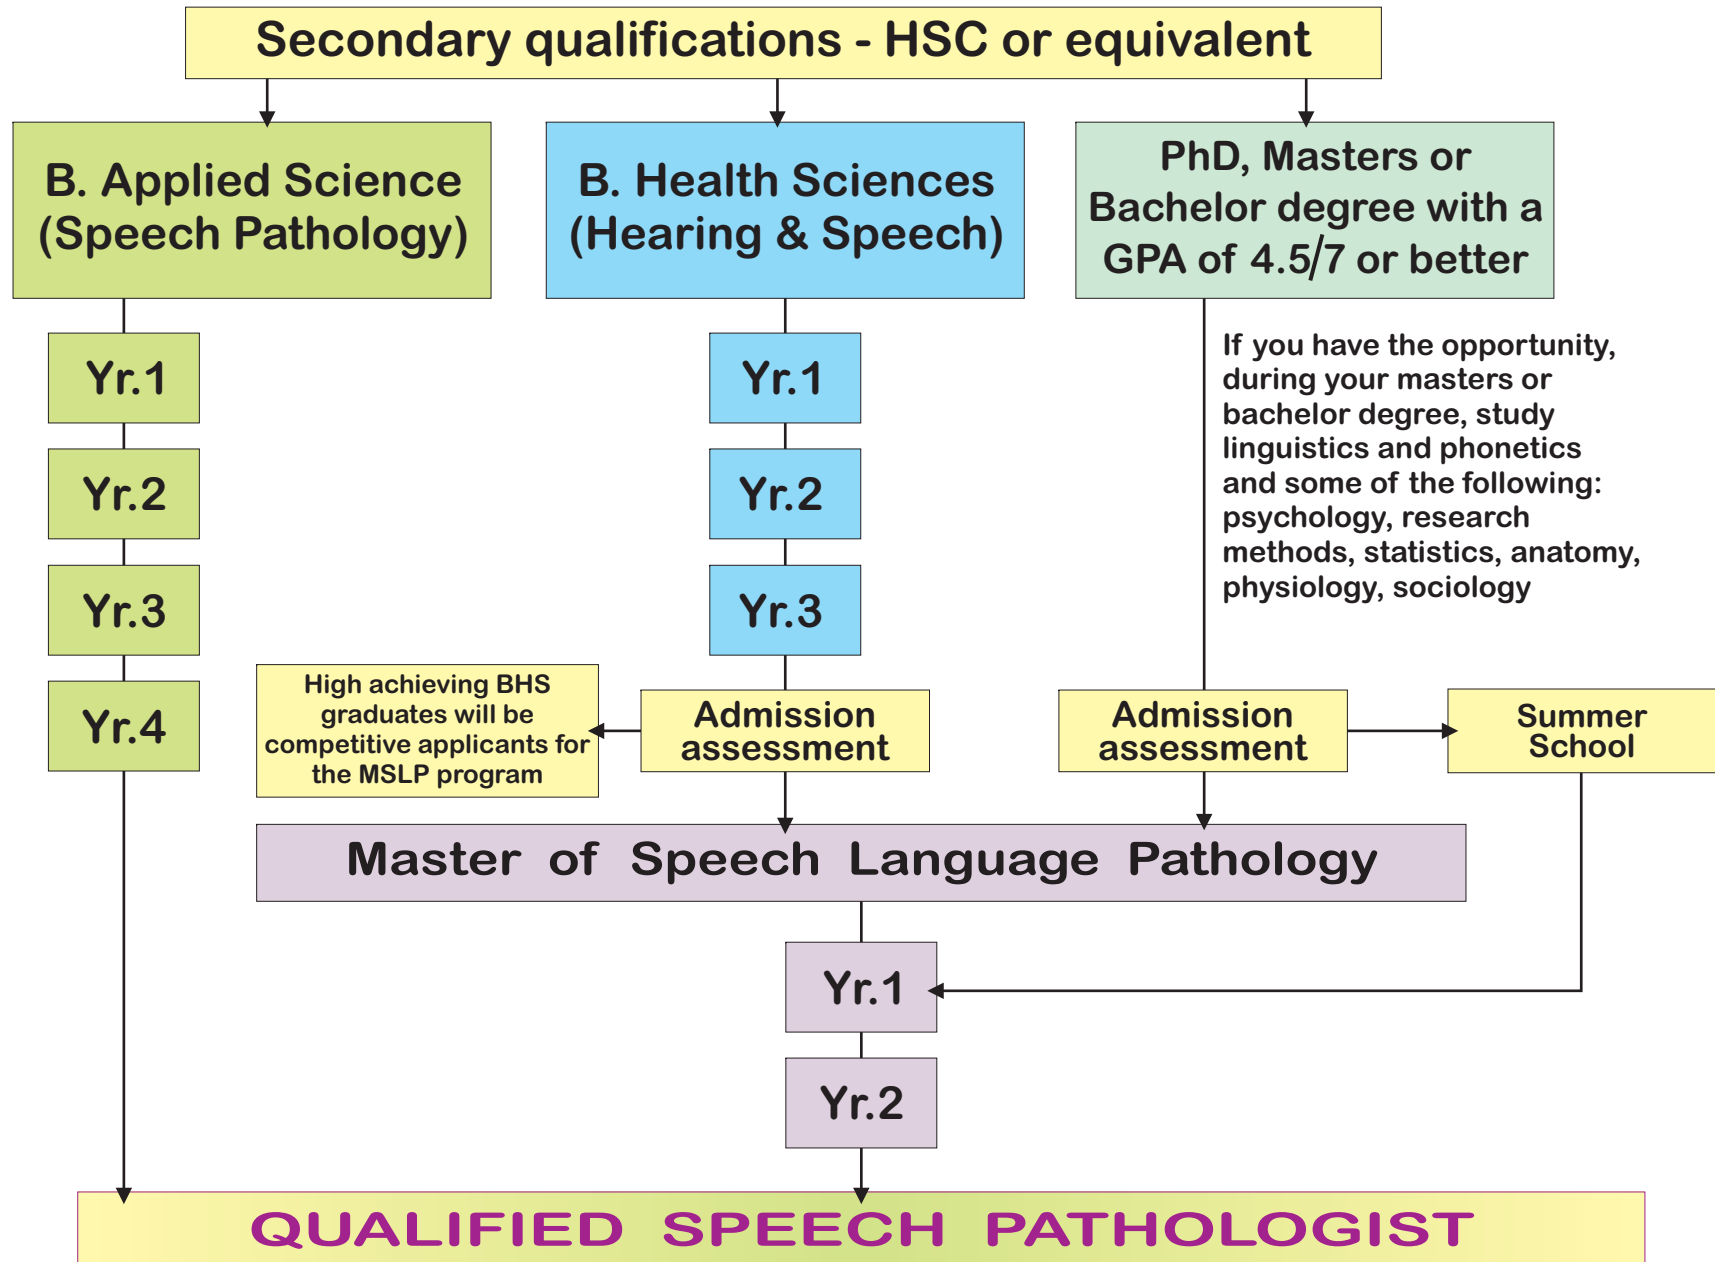 Secondary qualifications - HSC or equivalent
B. Applied Science
(Speech Pathology)
B. Health Sciences
(Hearing & Speech)
PhD, Masters or
Bachelor degree with a
GPA of 4.5/7 or better
Yr.1
Yr.2
Yr.3
Yr.4
Yr.1
Yr.2
Yr.3
If you have the opportunity,
during your masters or
bachelor degree, study
linguistics and phonetics
and some of the following:
psychology, research
methods, statistics, anatomy,
physiology, sociology
High achieving BHS
graduates will be
competitive applicants for
the MSLP program
Admission
assessment
Admission
assessment
Summer
School
Master of Speech Language Pathology
Yr.1
Yr.2
QUALIFIED SPEECH PATHOLOGIST